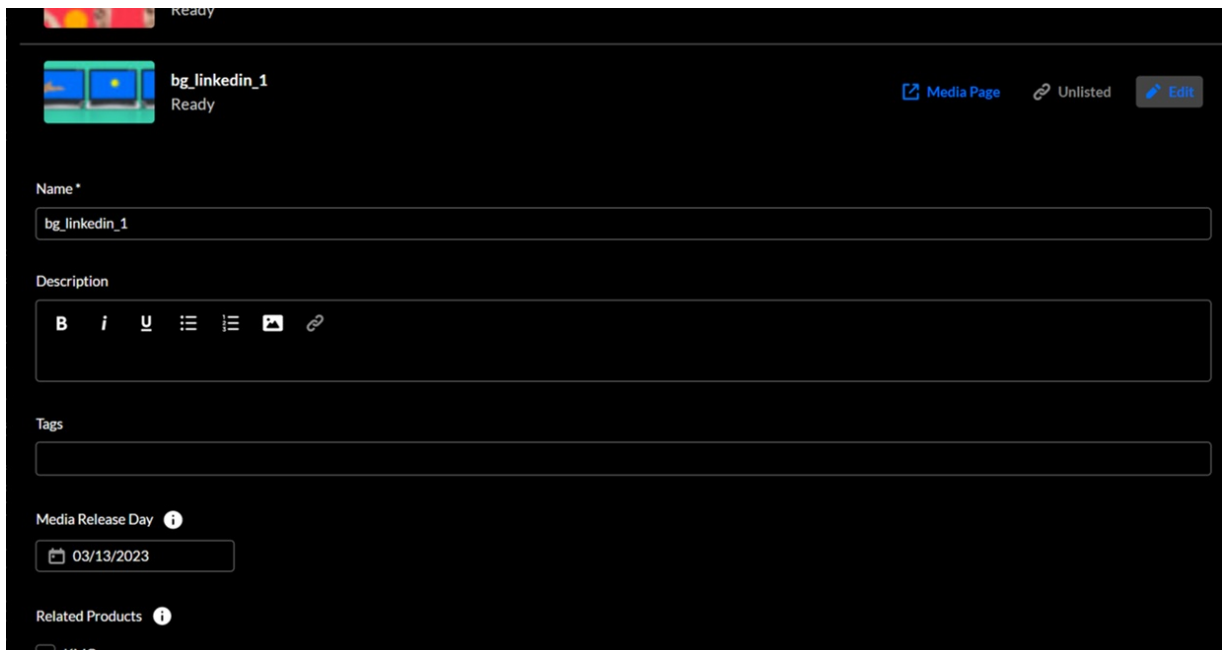 Ready
bg_linkedin_1
Ready
Media Page
Unlisted
Edit
Name*
bg_linkedin_1
Description
B i U
Tags
Media Release Day
03/13/2023
Related Products